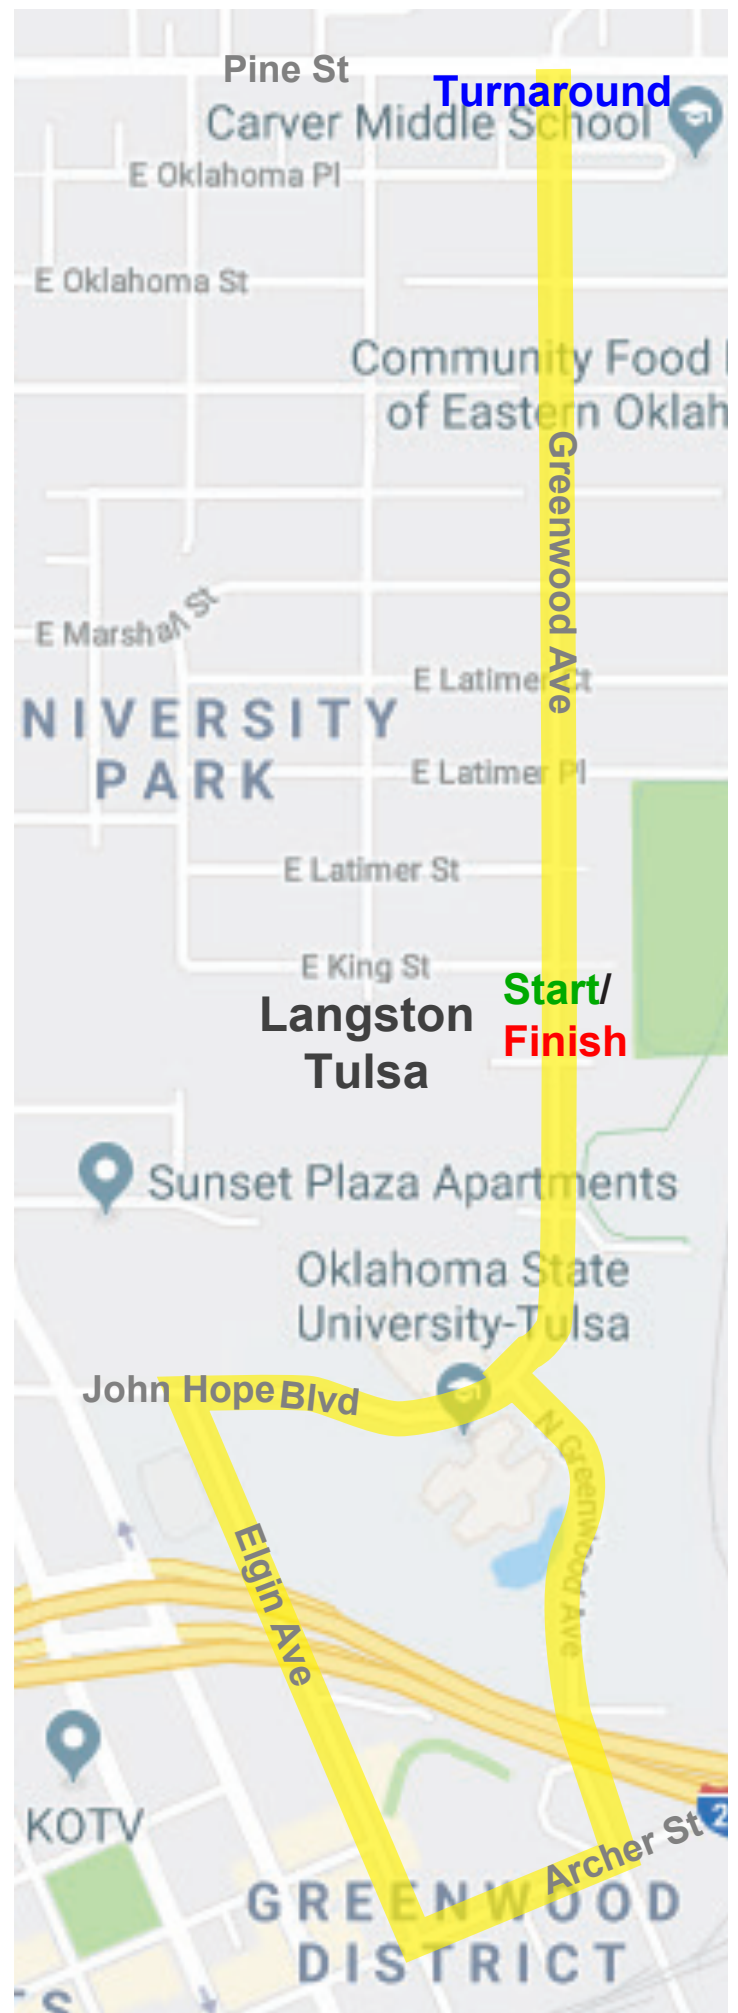 Pine St
Turnaround
Carver Middle School
E Oklahoma Pl
E Oklahoma St
Community Food
of Eastern Oklah
Greenwood Ave
E Marshall St
E Latimer Ct
NIVERSITY
PARK
E Latimer Pl
E Latimer St
E King St
Start/
Finish
Langston
Tulsa
Sunset Plaza Apartments
Oklahoma State
University-Tulsa
John Hope Blvd
N Greenwood Ave
Elgin Ave
KOTV
2
Archer St
GREENWOOD
DISTRICT